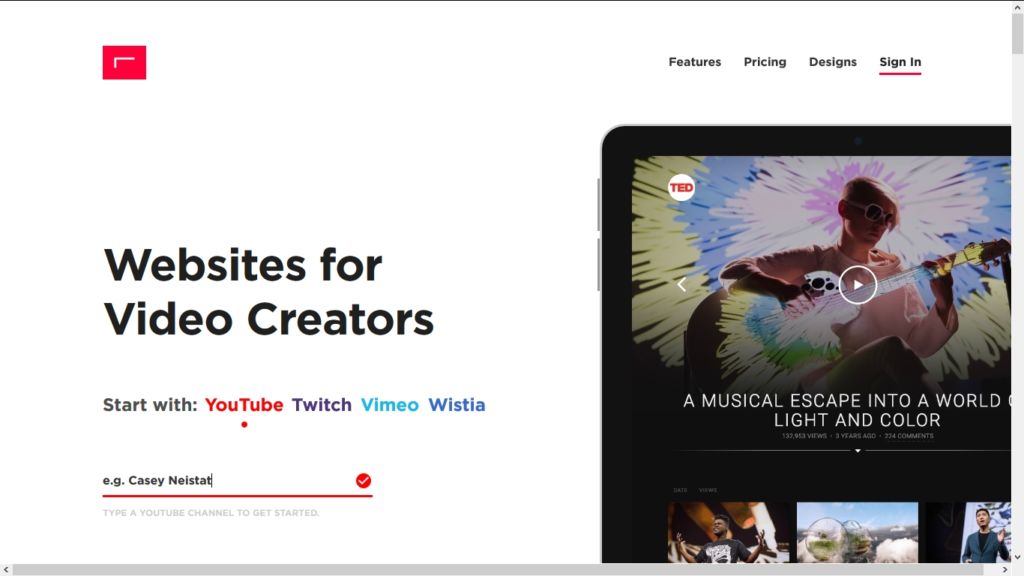 Features Pricing Designs Sign In
TED
Websites for
Video Creators
Start with: YouTube Twitch Vimeo Wistia
e.g. Casey Neistat
TYPE A YOUTUBE CHANNEL TO GET STARTED.
A MUSICAL ESCAPE INTO A WORLD
LIGHT AND COLOR
132,953 VIEWS • 3 YEARS AGO • 224 COMMENTS
DATE VIEWS